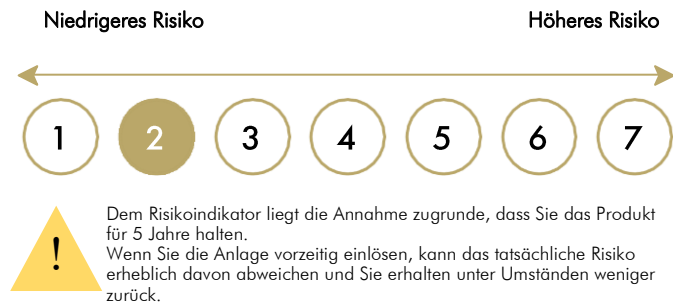 Niedrigeres Risiko Höheres Risiko
1 2 3 4 5 6 7
! Dem Risikoindikator liegt die Annahme zugrunde, dass Sie das Produkt
für 5 Jahre halten.
Wenn Sie die Anlage vorzeitig einlösen, kann das tatsächliche Risiko
erheblich davon abweichen und Sie erhalten unter Umständen weniger
zurück.